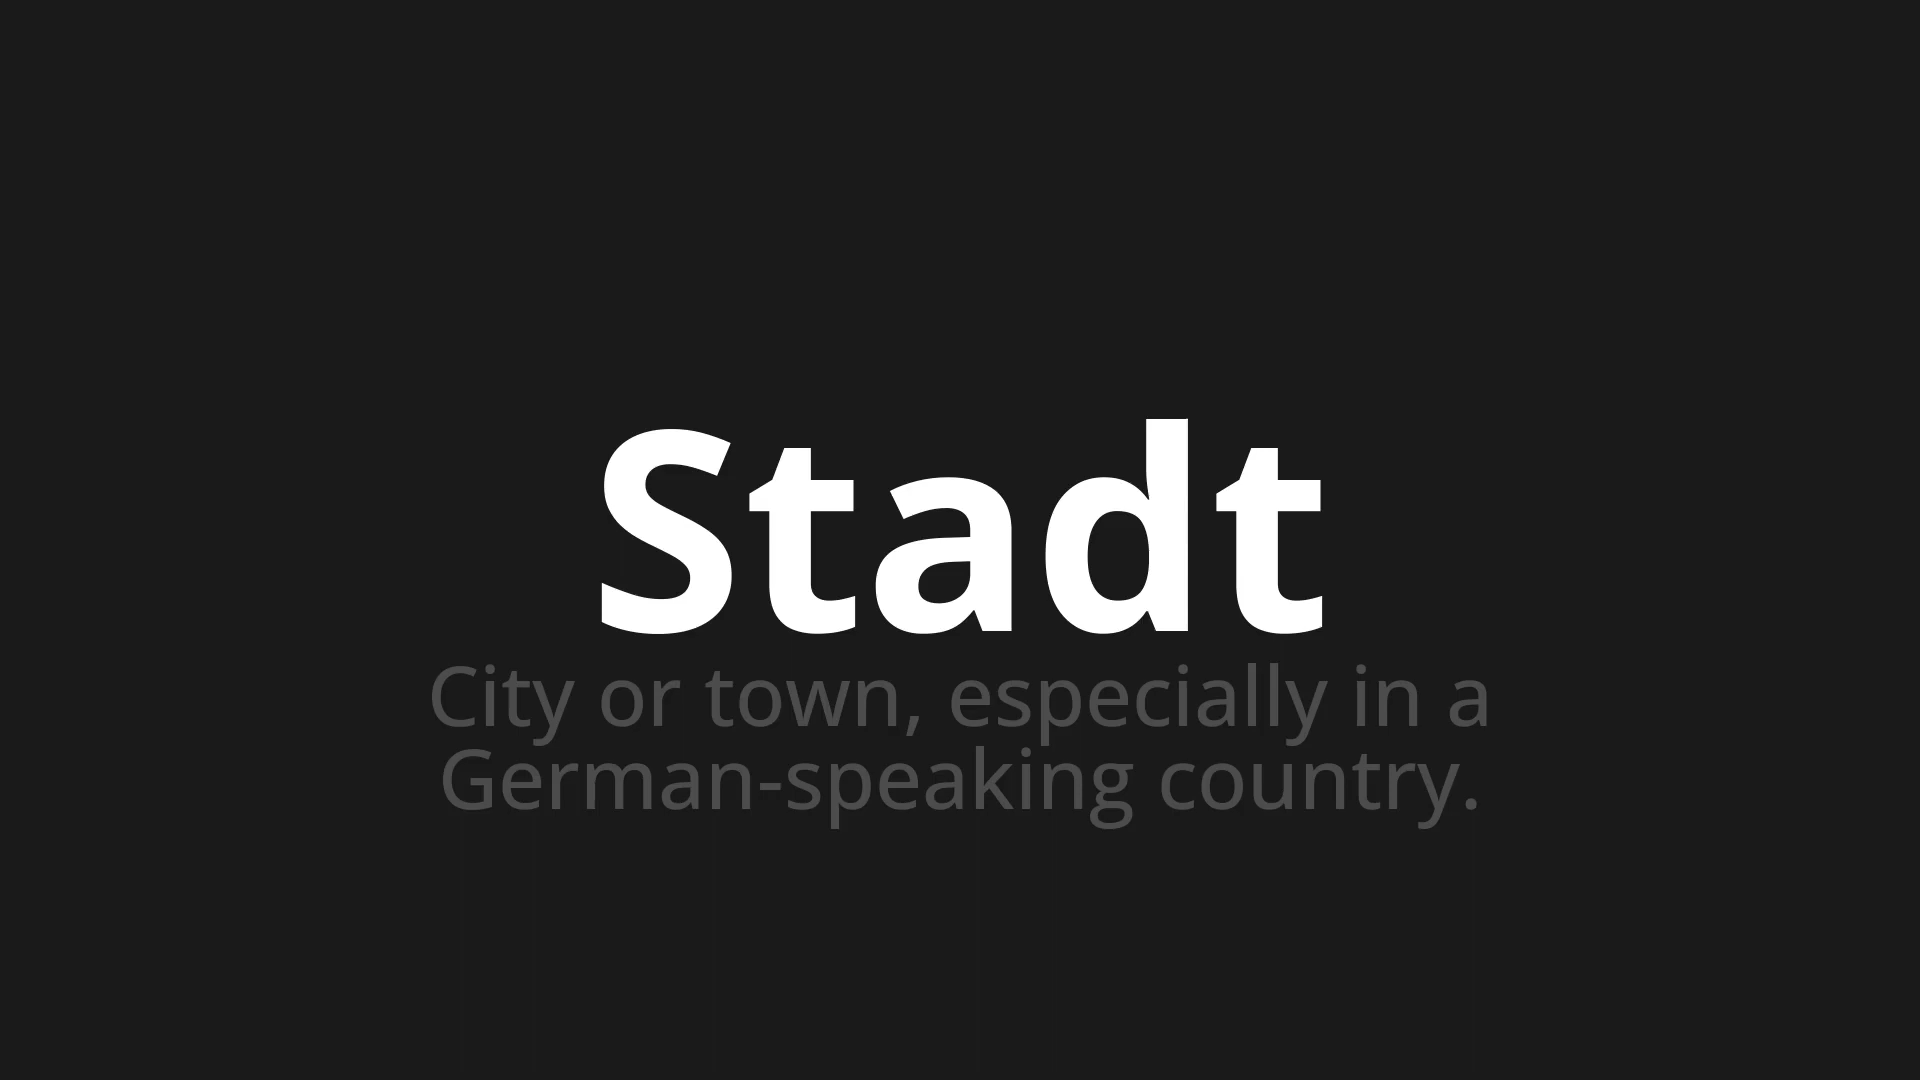 Stadt
City or town, especially in a
German-speaking country.